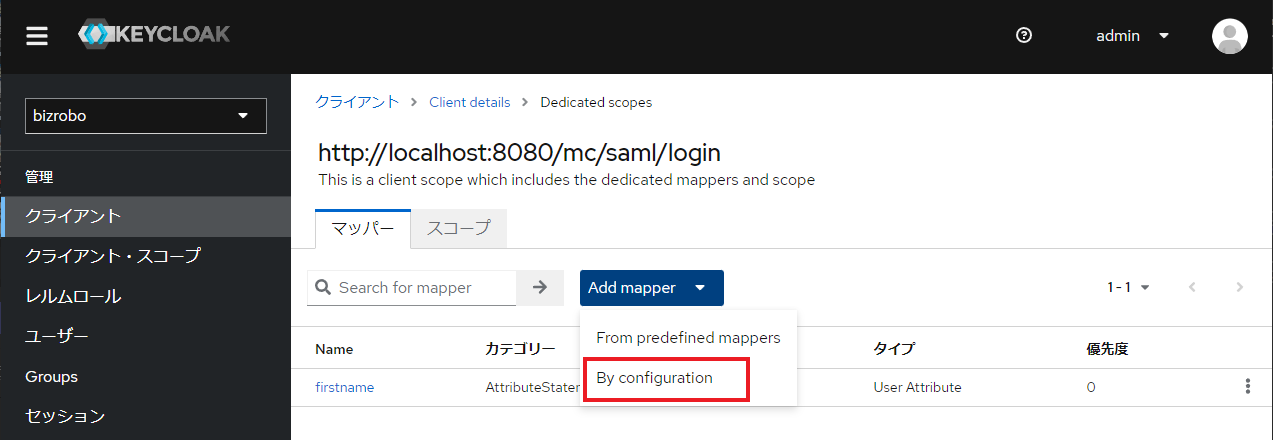 KEYCLOAK
admin
bizrobo
管理
クライアント
クライアント・スコープ
レルムロール
ユーザー
Groups
セッション
クライアント > Client details > Dedicated scopes
http://localhost:8080/mc/saml/login
This is a client scope which includes the dedicated mappers and scope
マッパー スコープ
Search for mapper Add mapper 1 - 1
From predefined mappers
By configuration
Name カテゴリー タイプ 優先度
firstname AttributeStatem User Attribute 0